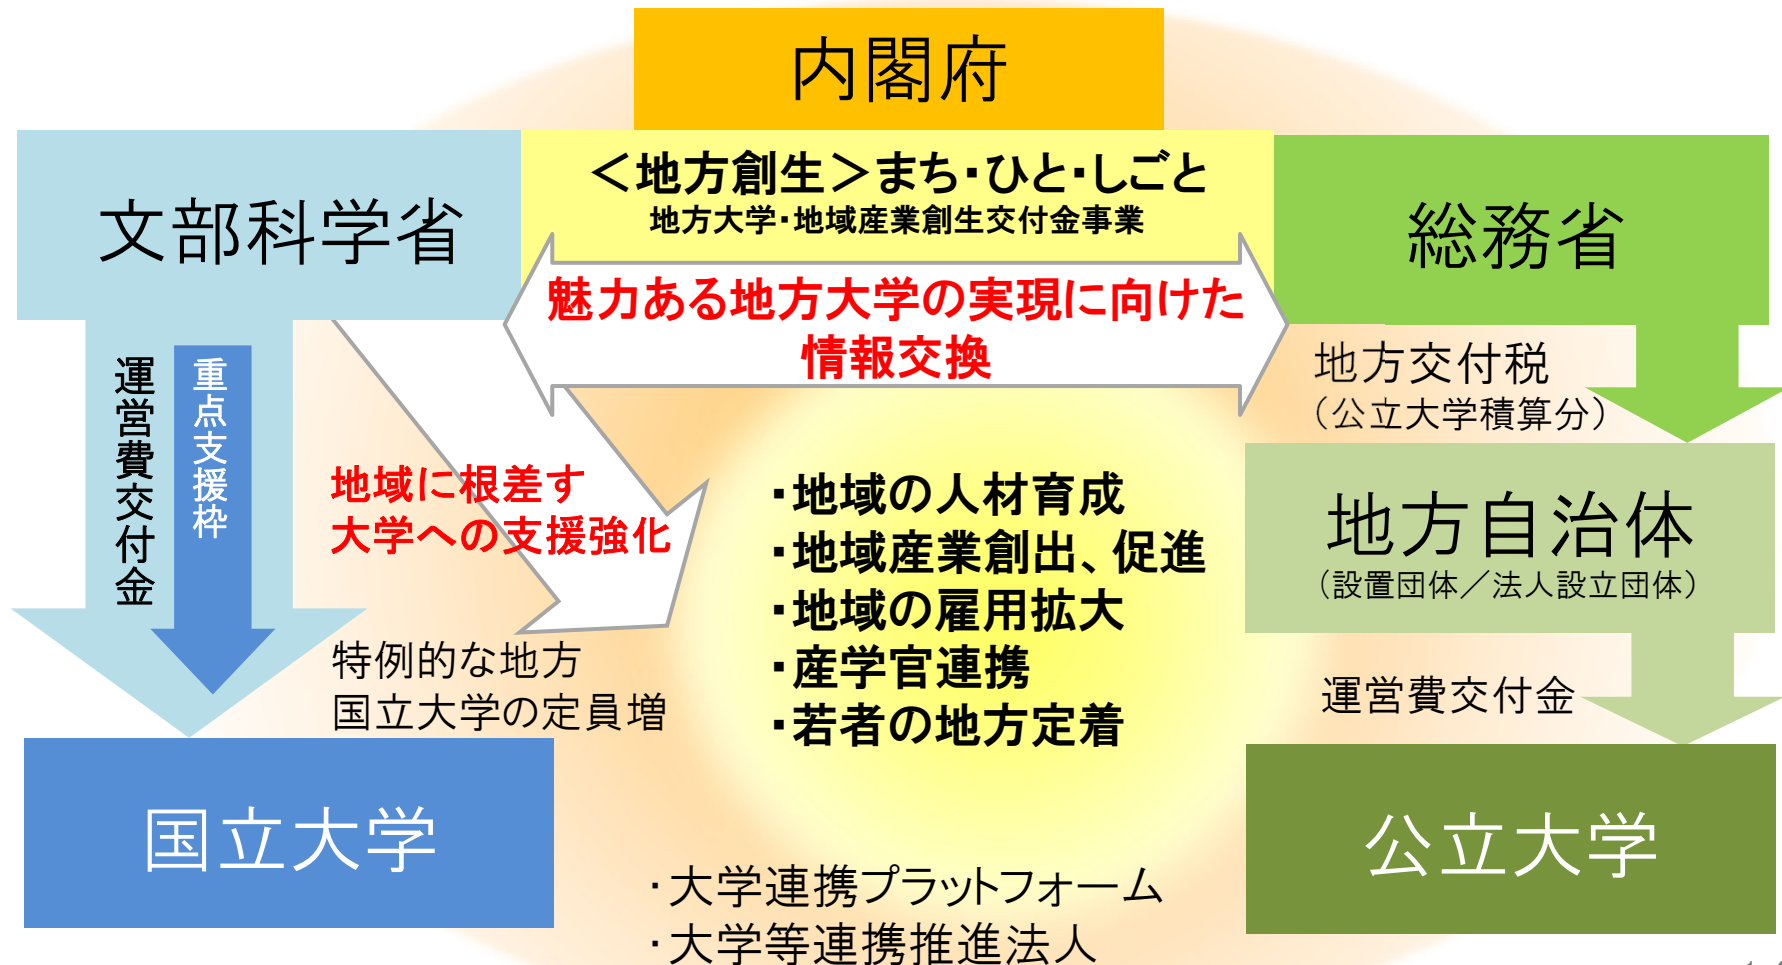 内閣府
＜地方創生＞まち・ひと・しごと
地方大学・地域産業創生交付金事業
文部科学省
総務省
魅力ある地方大学の実現に向けた
情報交換
運営費交付金
重点支援枠
地域に根差す
大学への支援強化
特例的な地方
国立大学の定員増
地方交付税
（公立大学積算分）
地方自治体
（設置団体／法人設立団体）
運営費交付金
・地域の人材育成
・地域産業創出、促進
・地域の雇用拡大
・産学官連携
・若者の地方定着
国立大学
公立大学
・大学連携プラットフォーム
・大学等連携推進法人